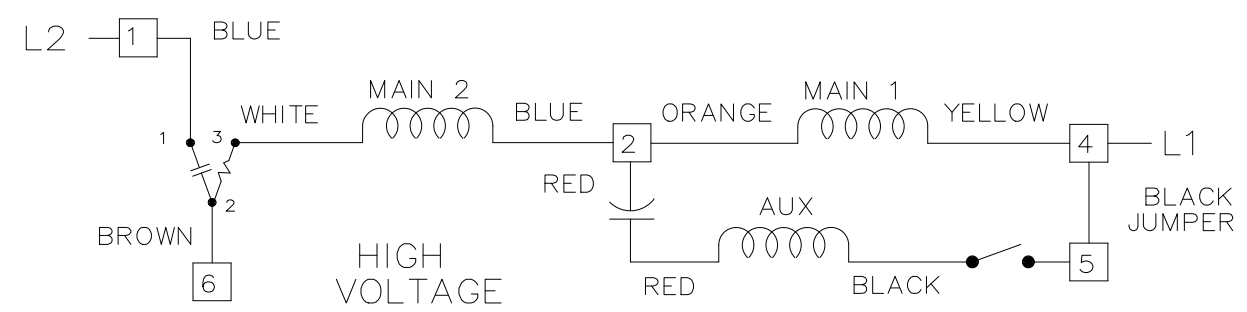 L2
1
BLUE
1
3
WHITE
MAIN 2
BLUE
2
ORANGE
MAIN 1
YELLOW
4
L1
2
BROWN
6
HIGH
VOLTAGE
RED
RED
AUX
BLACK
5
BLACK
JUMPER